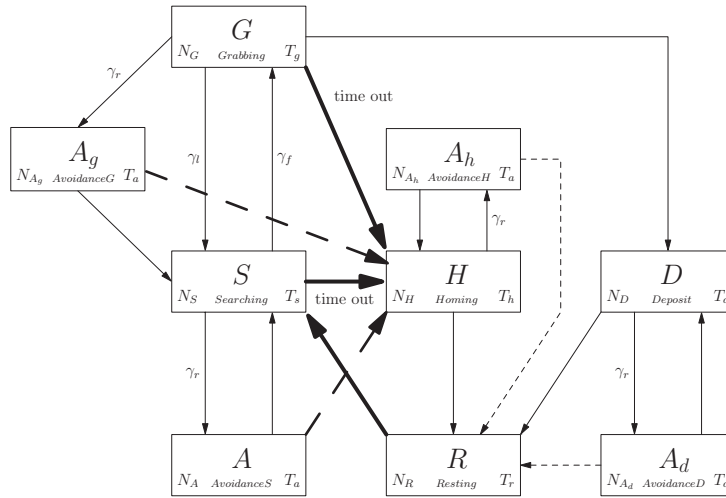 G
N_G Grabbing T_g
γ_r
time out
A_g
N_{A_g} AvoidanceG T_a
γ_l
γ_f
A_h
N_{A_h} AvoidanceH T_a
γ_r
S
N_S Searching T_s
time out
H
N_H Homing T_h
D
N_D Deposit T_d
γ_r
γ_r
A
N_A AvoidanceS T_a
R
N_R Resting T_r
A_d
N_{A_d} AvoidanceD